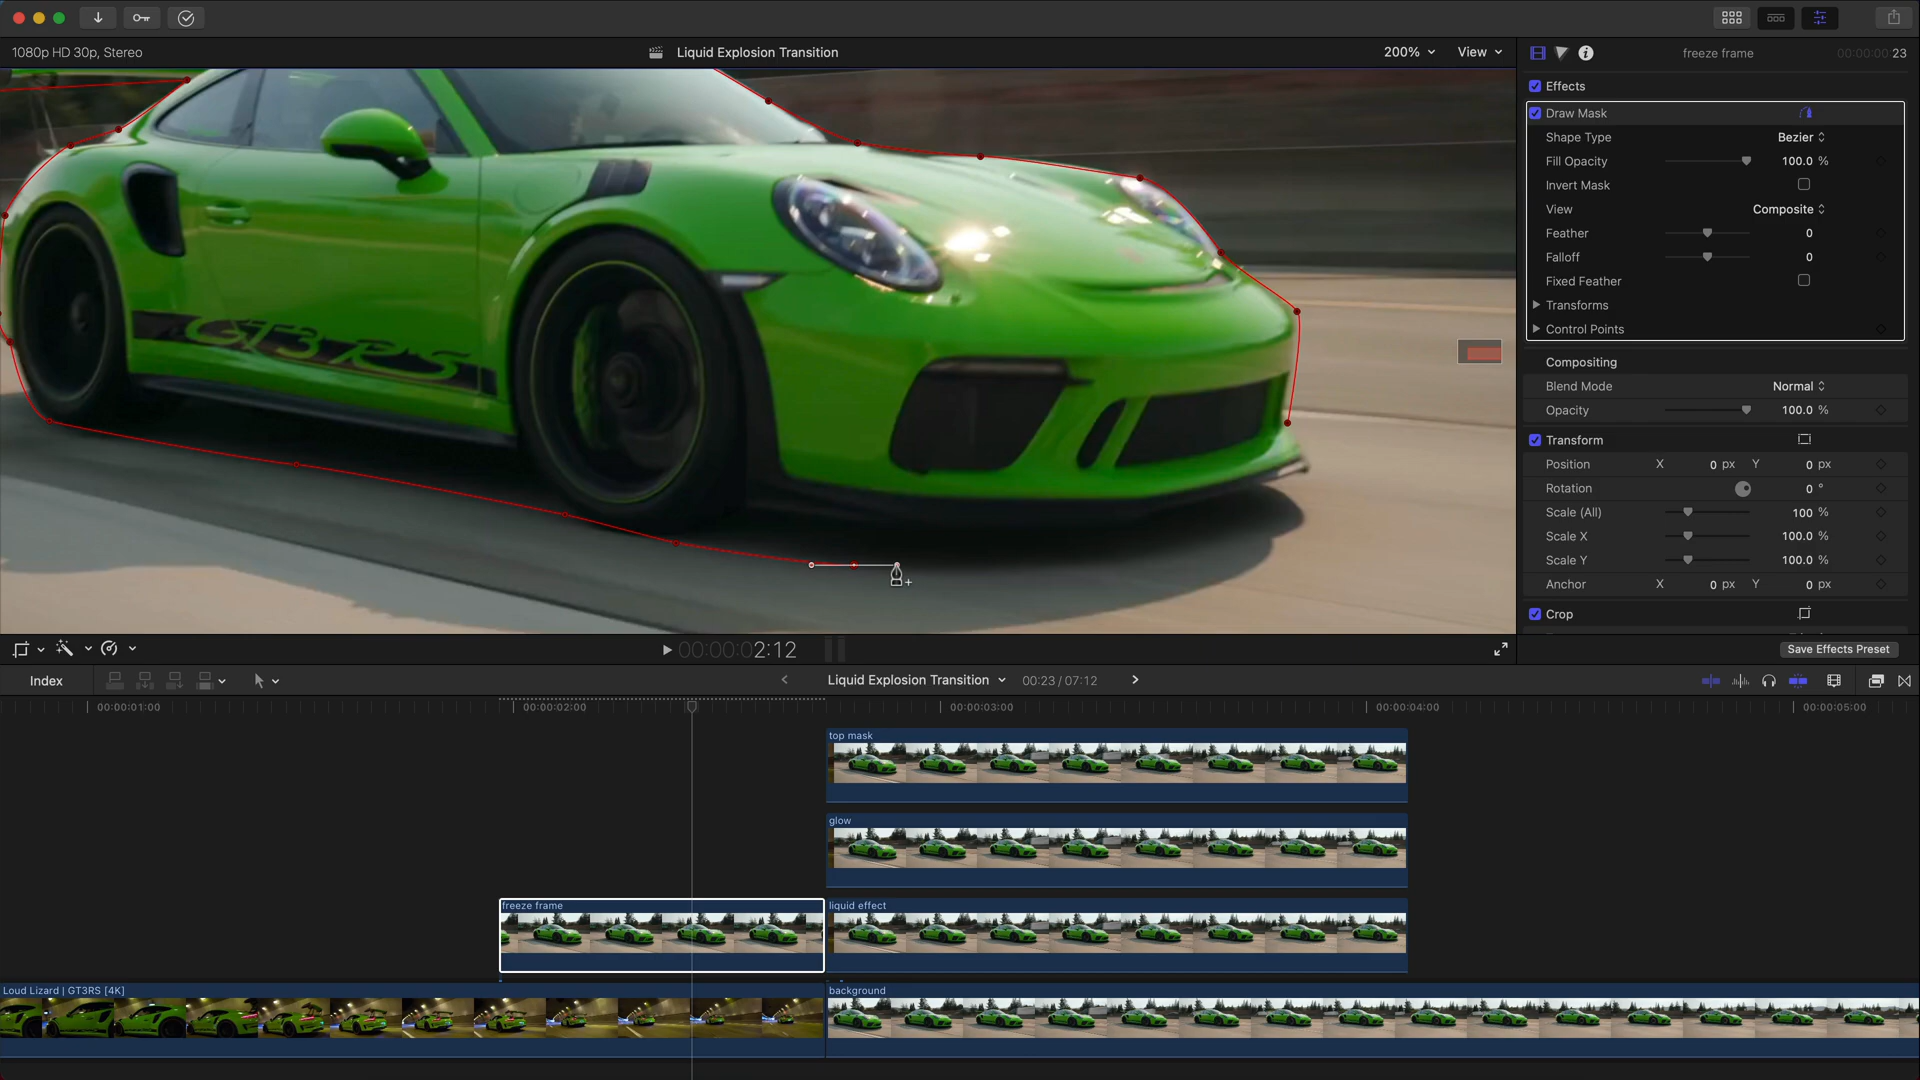 1080p HD 30p, Stereo
Liquid Explosion Transition
200%
View
freeze frame
00:00:00:23
Effects
Draw Mask
Shape Type
Bezier
Fill Opacity
100.0 %
Invert Mask
View
Composite
Feather
0
Falloff
0
Fixed Feather
Transforms
Control Points
Compositing
Blend Mode
Normal
Opacity
100.0 %
Transform
Position
X 0 px Y 0 px
Rotation
0 °
Scale (All)
100 %
Scale X
100.0 %
Scale Y
100.0 %
Anchor
X 0 px Y 0 px
Crop
GT3 RS
00:00:02:12
Save Effects Preset
Index
Liquid Explosion Transition
00:23 / 07:12
00:00:01:00
00:00:02:00
00:00:03:00
00:00:04:00
00:00:05:00
top mask
glow
freeze frame
liquid effect
Loud Lizard | GT3RS [4K]
background